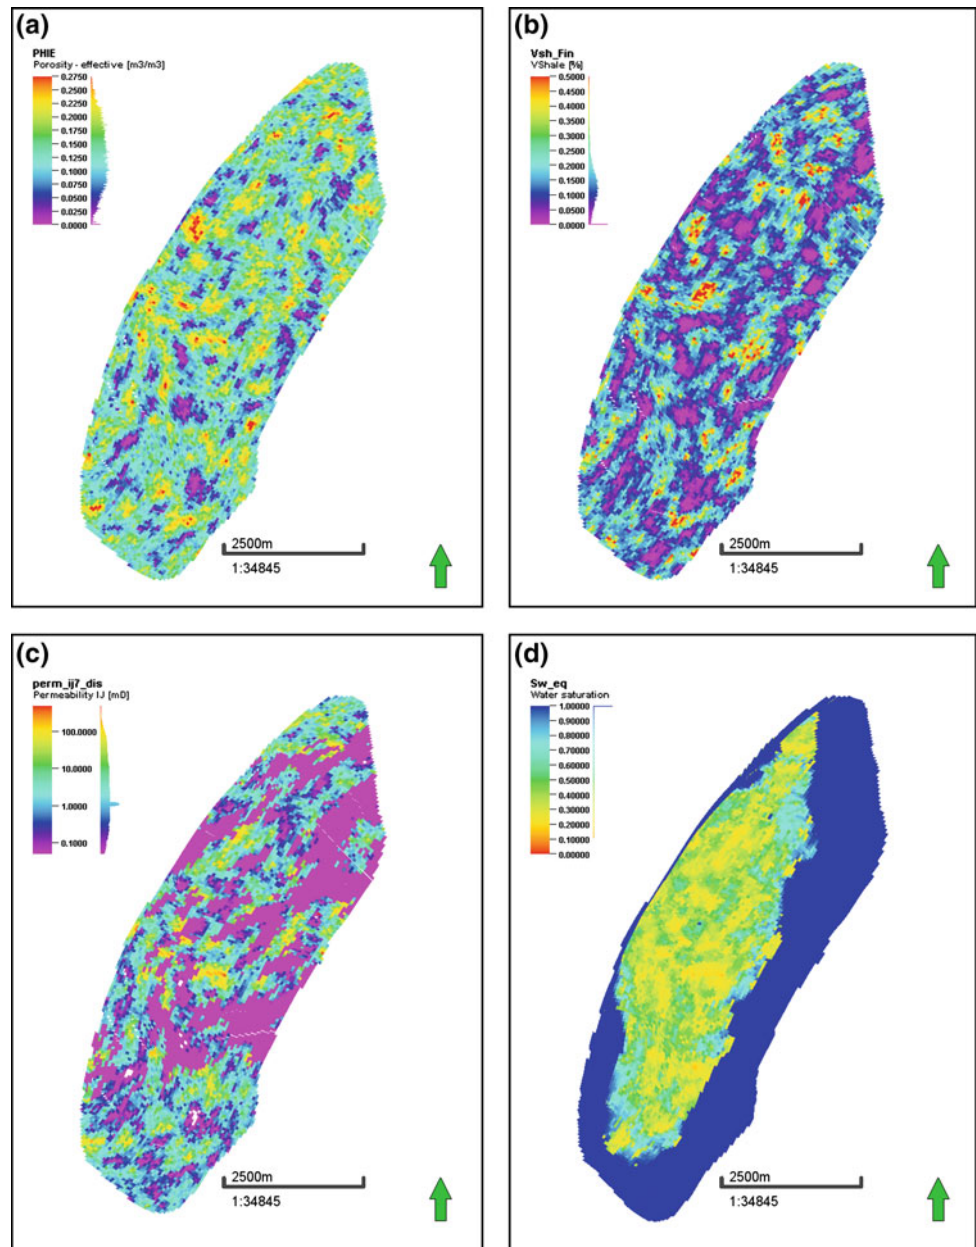 (a)
PHIE
Porosity - effective [m3/m3]
0.2750
0.2500
0.2250
0.2000
0.1750
0.1500
0.1250
0.1000
0.0750
0.0500
0.0250
0.0000
2500m
1:34845
(b)
Vsh_Fin
VShale [%]
0.5000
0.4500
0.4000
0.3500
0.3000
0.2500
0.2000
0.1500
0.1000
0.0500
0.0000
2500m
1:34845
(c)
perm_ij7_dis
Permeability IJ [mD]
100.0000
10.0000
1.0000
0.1000
2500m
1:34845
(d)
Sw_eq
Water saturation
1.00000
0.90000
0.80000
0.70000
0.60000
0.50000
0.40000
0.30000
0.20000
0.10000
0.00000
2500m
1:34845